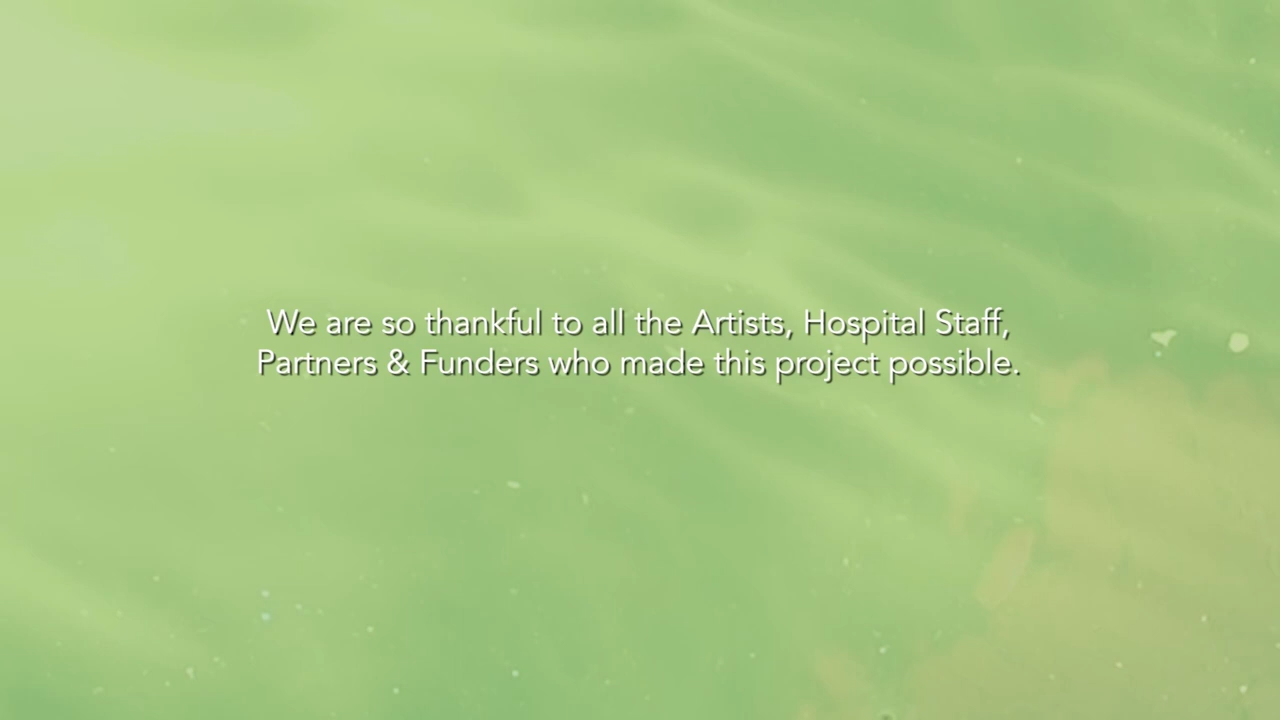 We are so thankful to all the Artists, Hospital Staff,
Partners & Funders who made this project possible.